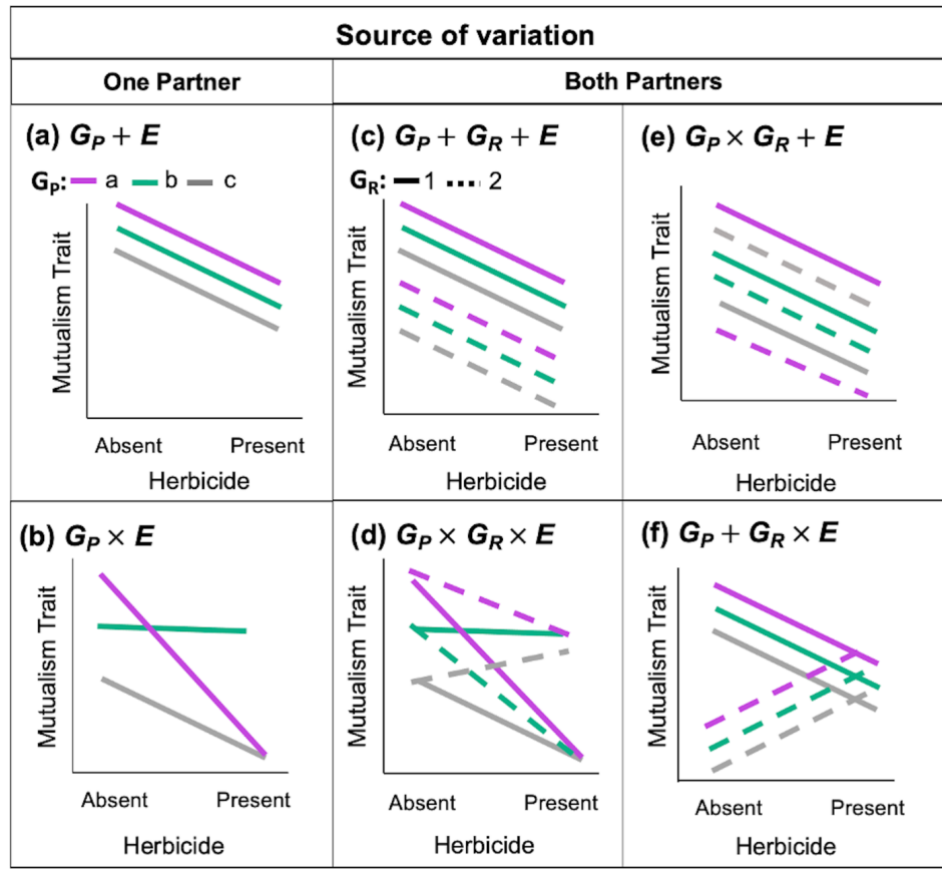 Source of variation
One Partner
Both Partners
(a) G_P + E
G_P: a b c
Mutualism Trait
Absent Present
Herbicide
(c) G_P + G_R + E
G_R: 1 2
Mutualism Trait
Absent Present
Herbicide
(e) G_P × G_R + E
Mutualism Trait
Absent Present
Herbicide
(b) G_P × E
Mutualism Trait
Absent Present
Herbicide
(d) G_P × G_R × E
Mutualism Trait
Absent Present
Herbicide
(f) G_P + G_R × E
Mutualism Trait
Absent Present
Herbicide